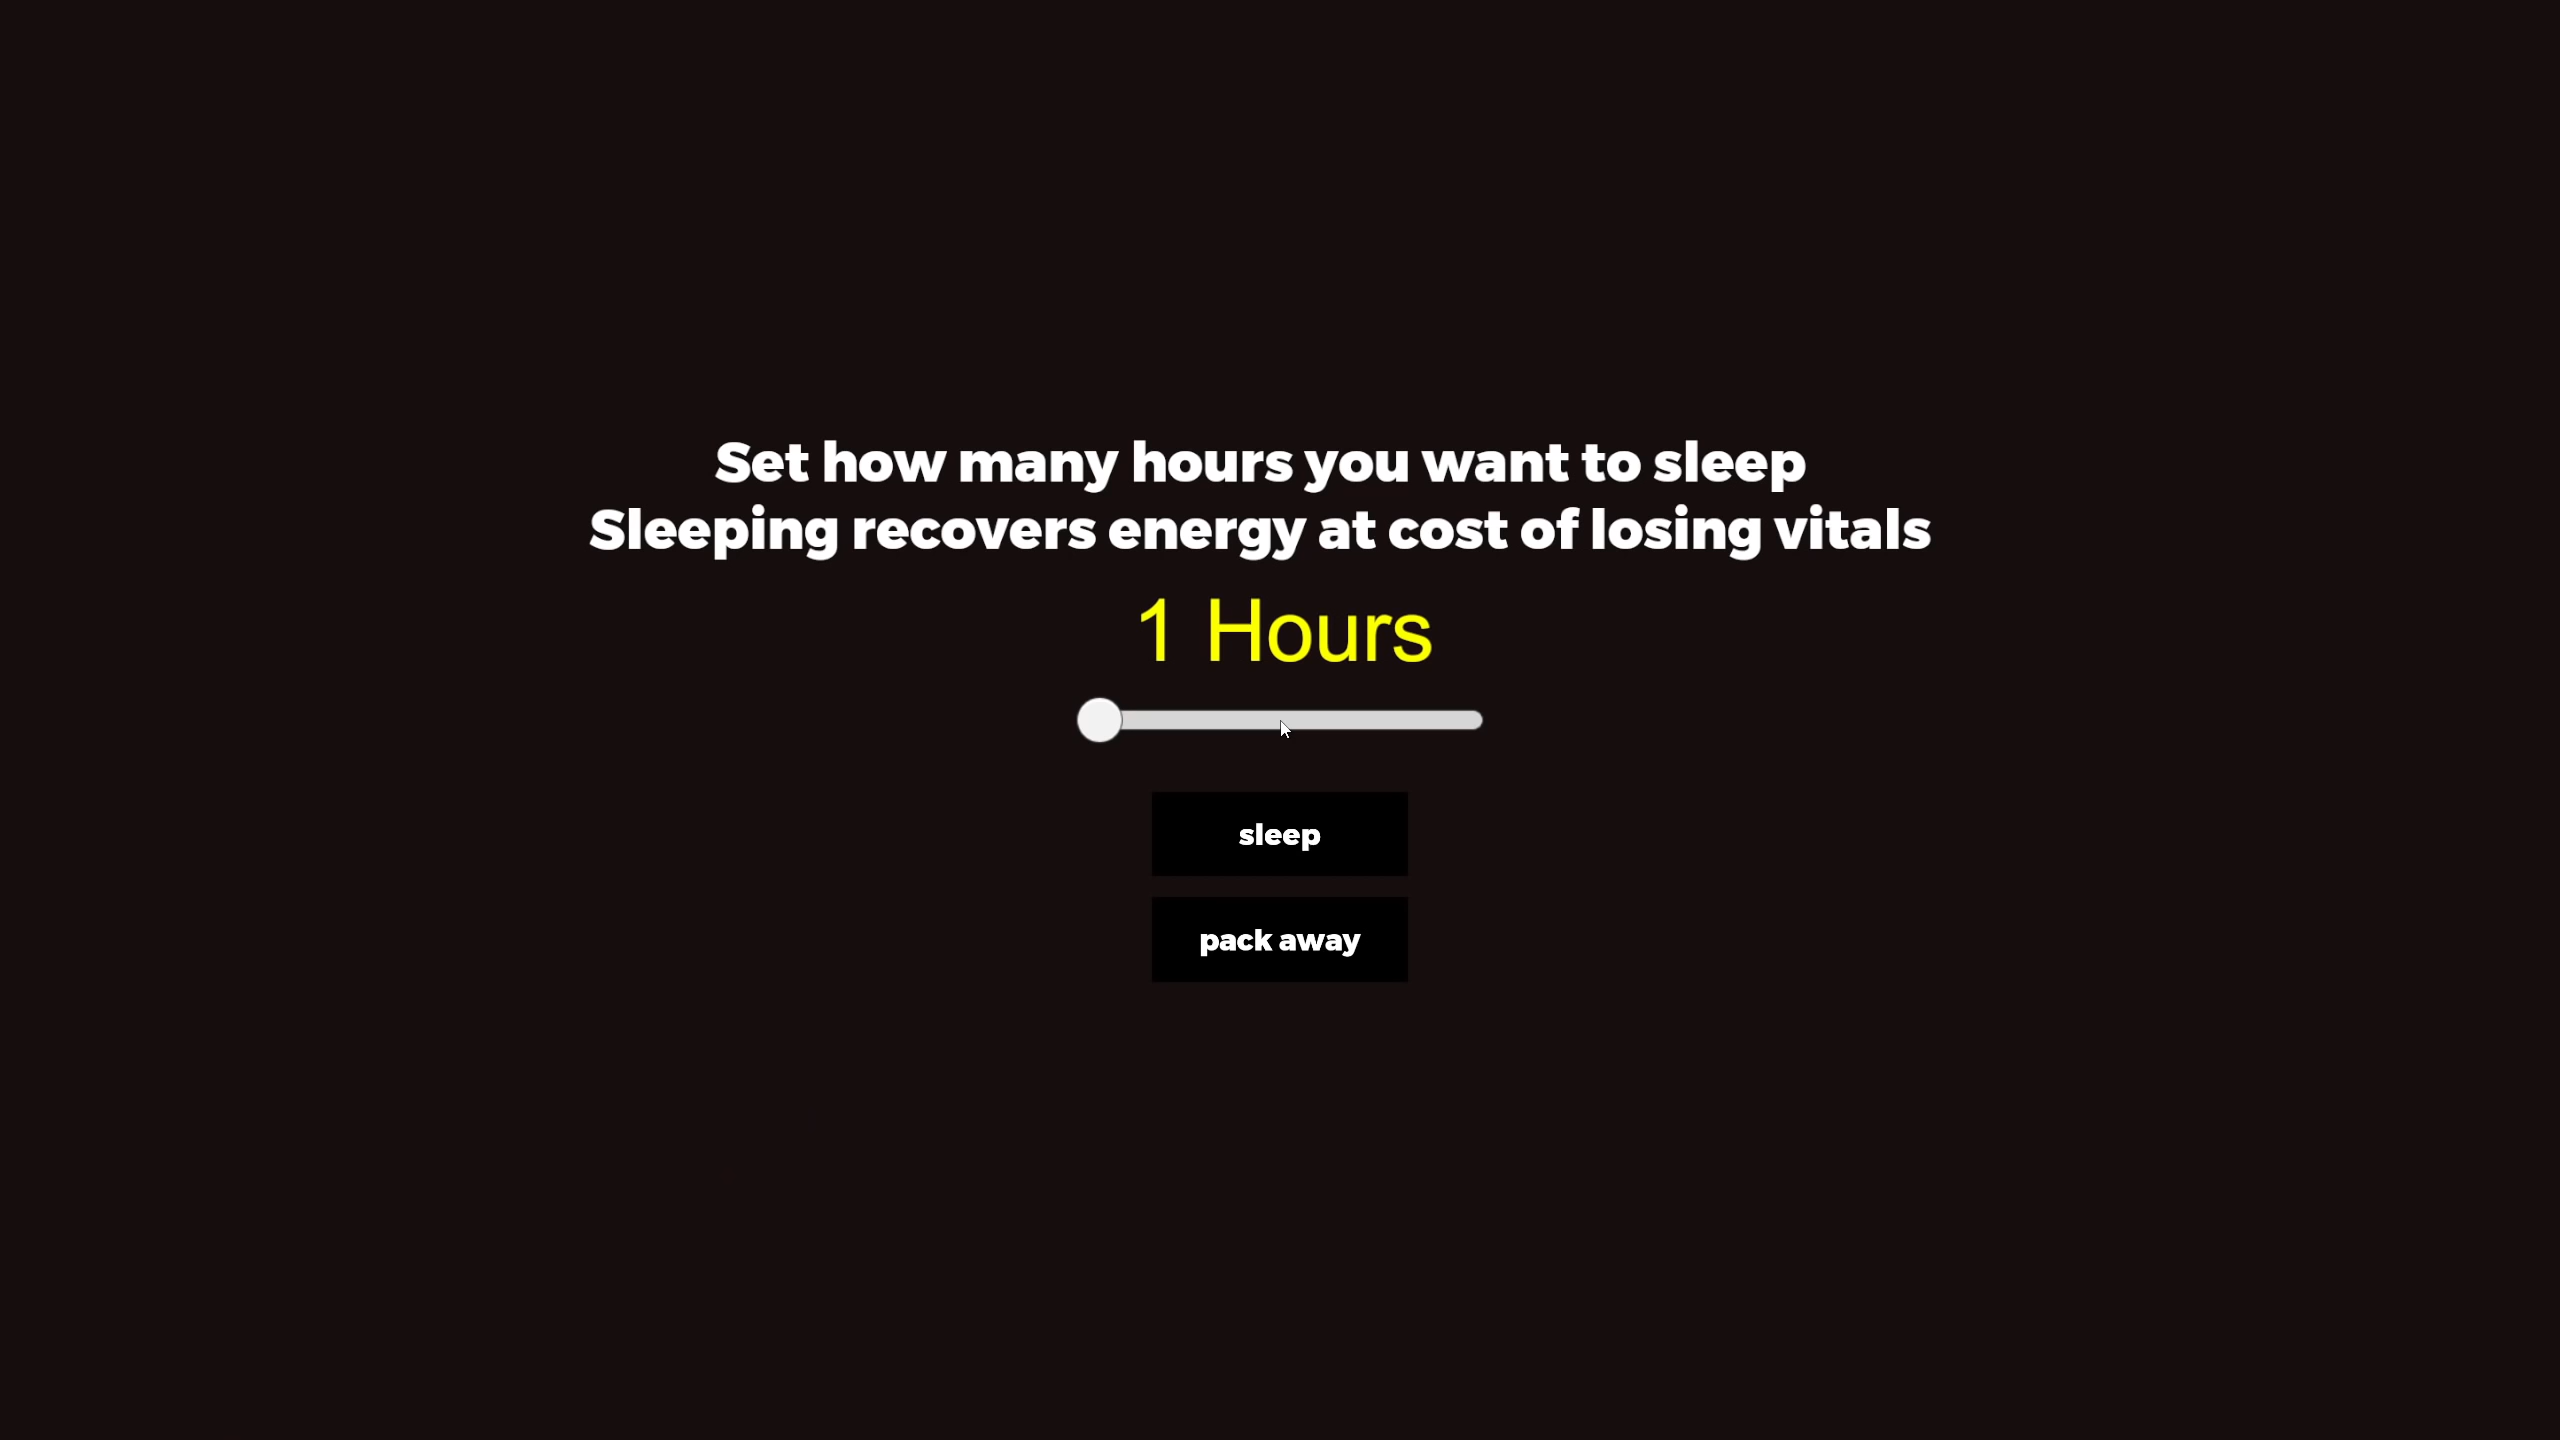 Set how many hours you want to sleep
Sleeping recovers energy at cost of losing vitals
1 Hours
sleep
pack away